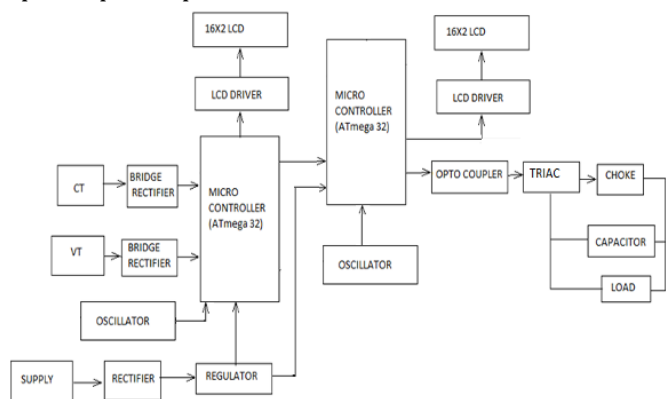 16X2 LCD
LCD DRIVER
MICRO
CONTROLLER
(ATmega 32)
16X2 LCD
LCD DRIVER
CT
BRIDGE
RECTIFIER
MICRO
CONTROLLER
(ATmega 32)
OPTO COUPLER
TRIAC
CHOKE
VT
BRIDGE
RECTIFIER
OSCILLATOR
CAPACITOR
LOAD
OSCILLATOR
SUPPLY
RECTIFIER
REGULATOR